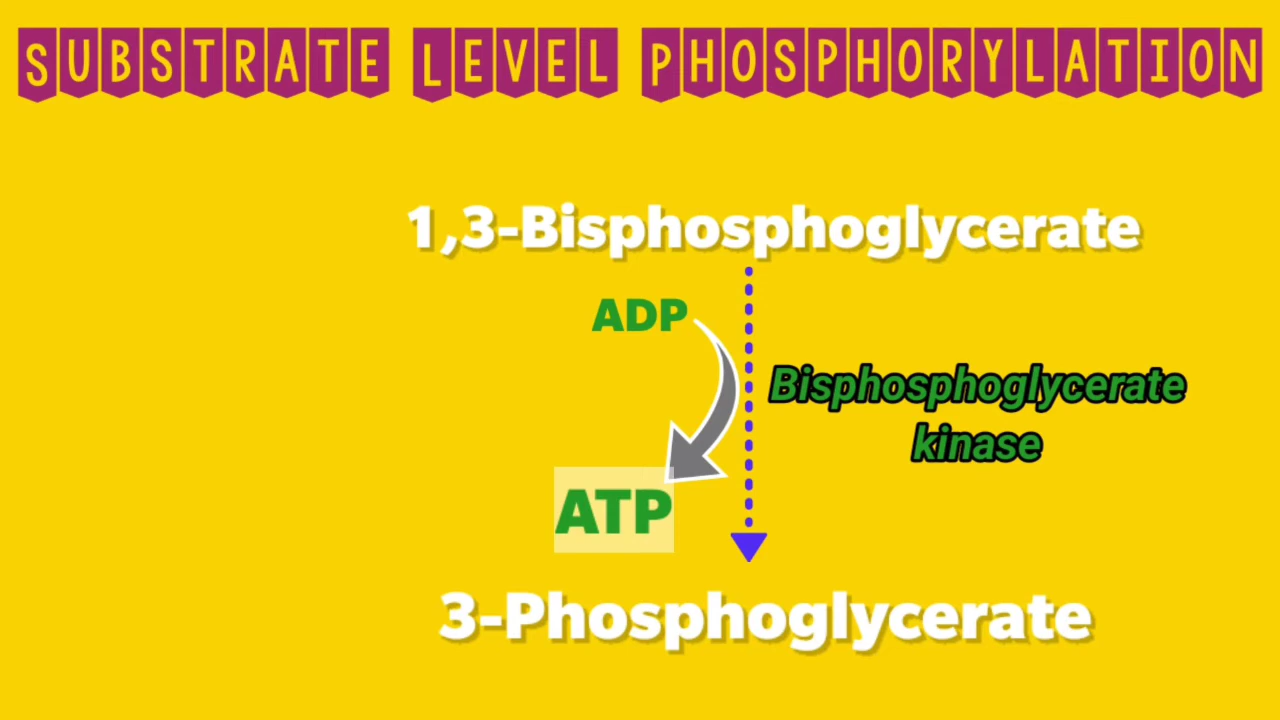 SUBSTRATE LEVEL PHOSPHORYLATION
1,3-Bisphosphoglycerate
ADP
Bisphosphoglycerate
kinase
ATP
3-Phosphoglycerate